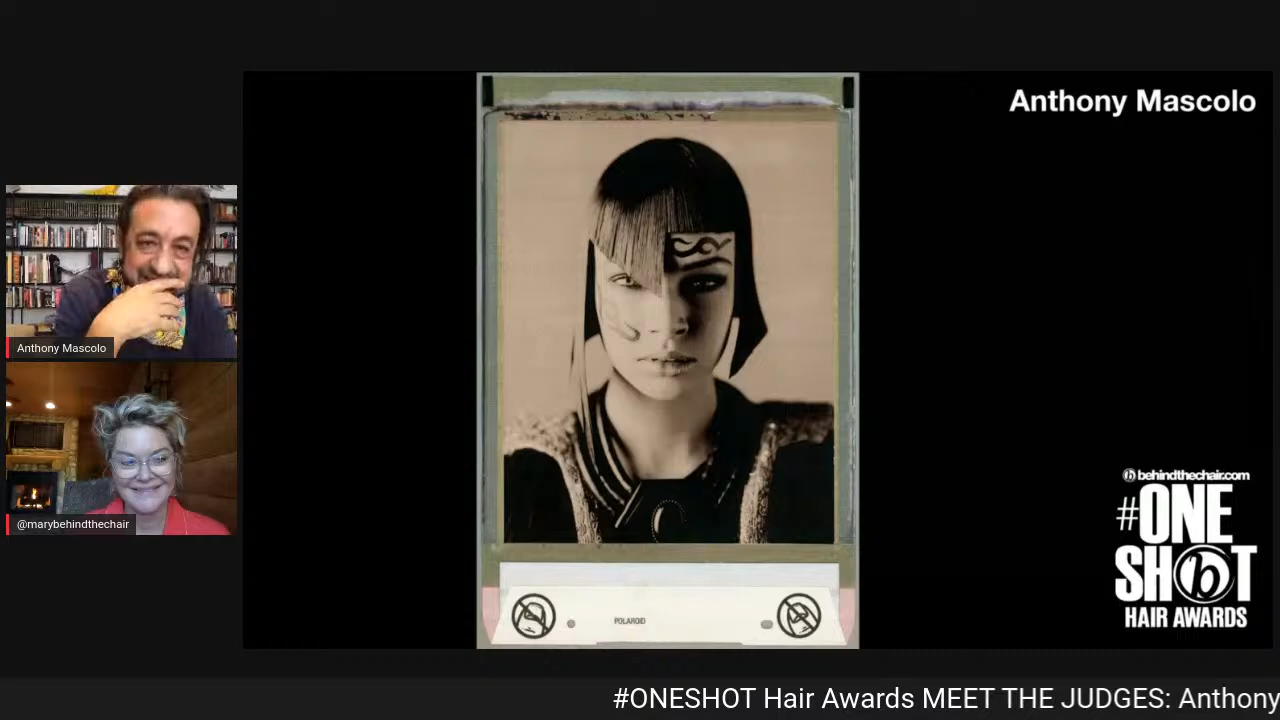 Anthony Mascolo
Anthony Mascolo
@marybehindthechair
POLAROID
behindthechair.com
#ONE
SHOT
HAIR AWARDS
#ONESHOT Hair Awards MEET THE JUDGES: Anthony